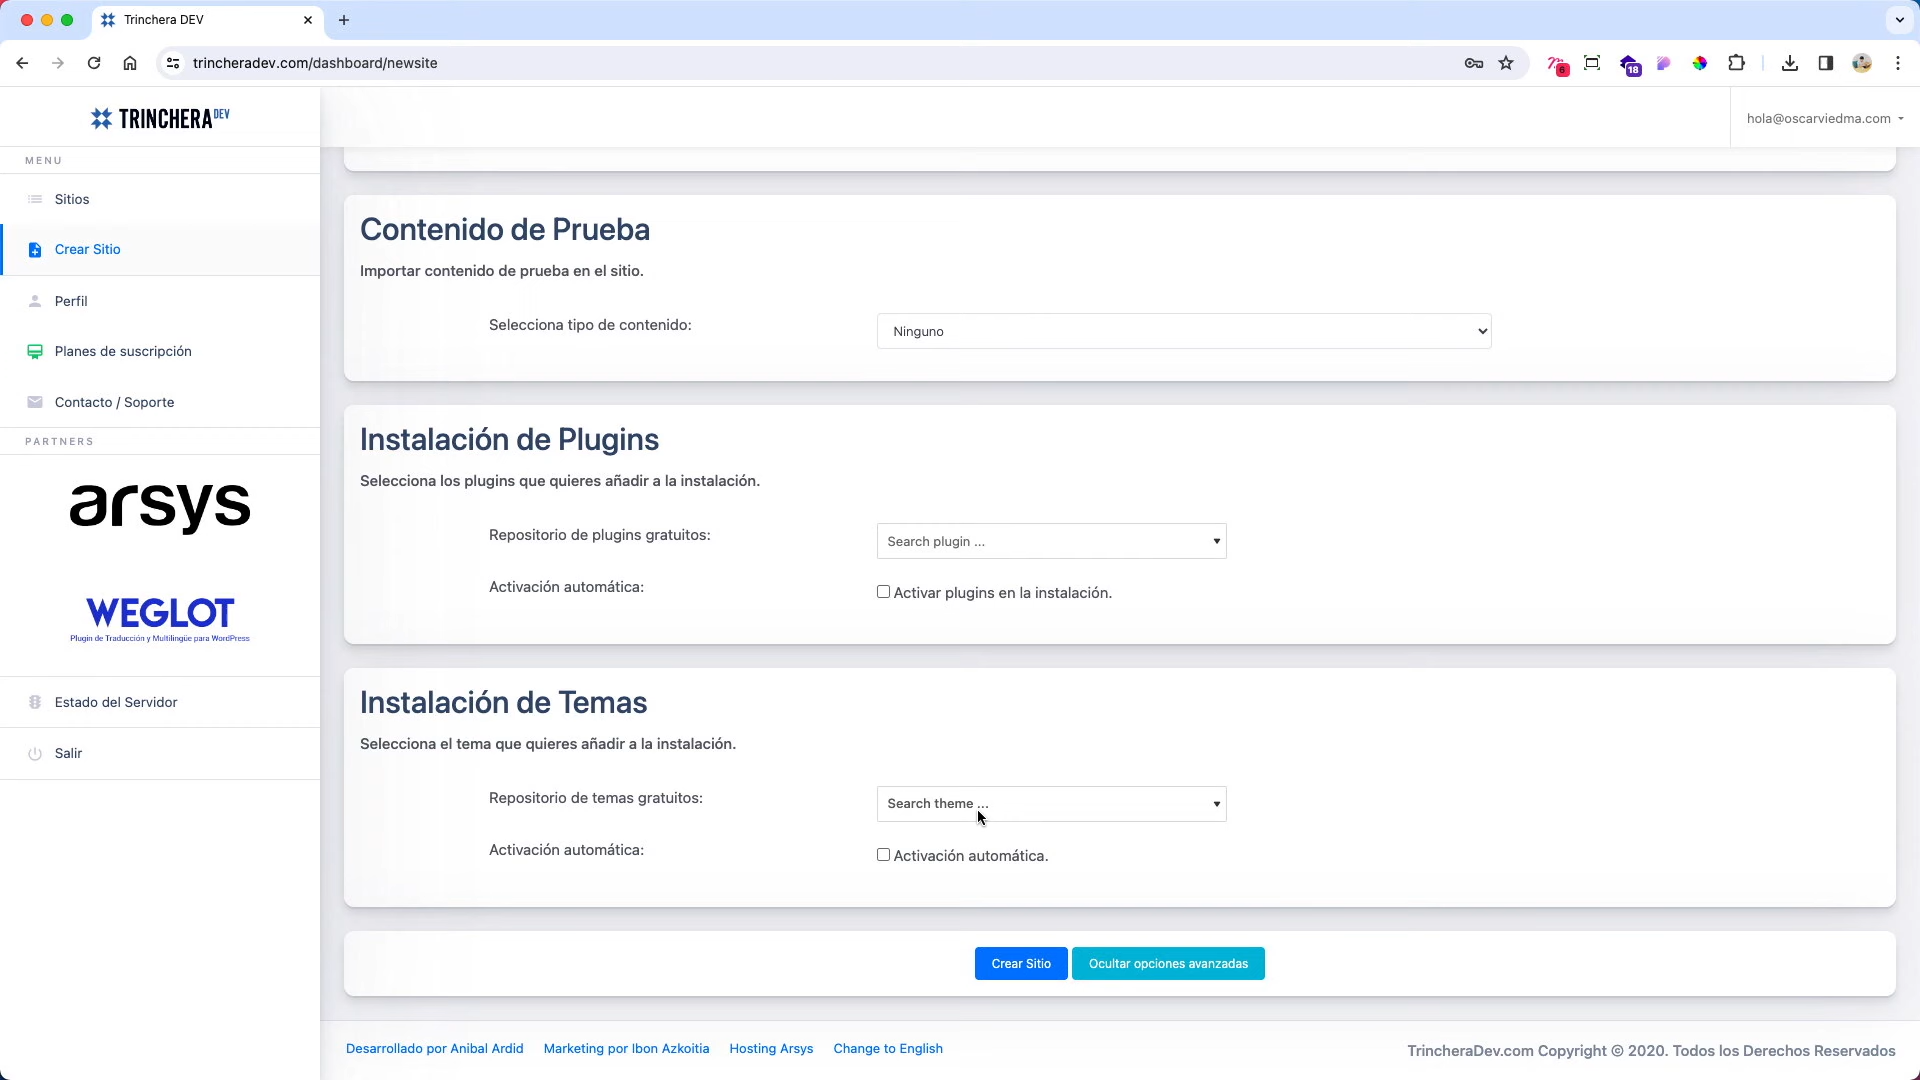 Trinchera DEV
trincheradev.com/dashboard/newsite
6
18
TRINCHERA DEV
hola@oscarviedma.com
MENU
Sitios
Crear Sitio
Perfil
Planes de suscripción
Contacto / Soporte
PARTNERS
arsys
WEGLOT
Plugin de Traducción y Multilingüe para WordPress
Estado del Servidor
Salir
Contenido de Prueba
Importar contenido de prueba en el sitio.
Selecciona tipo de contenido:
Ninguno
Instalación de Plugins
Selecciona los plugins que quieres añadir a la instalación.
Repositorio de plugins gratuitos:
Search plugin ...
Activación automática:
Activar plugins en la instalación.
Instalación de Temas
Selecciona el tema que quieres añadir a la instalación.
Repositorio de temas gratuitos:
Search theme ...
Activación automática:
Activación automática.
Crear Sitio
Ocultar opciones avanzadas
Desarrollado por Anibal Ardid
Marketing por Ibon Azkoitia
Hosting Arsys
Change to English
TrincheraDev.com Copyright © 2020. Todos los Derechos Reservados